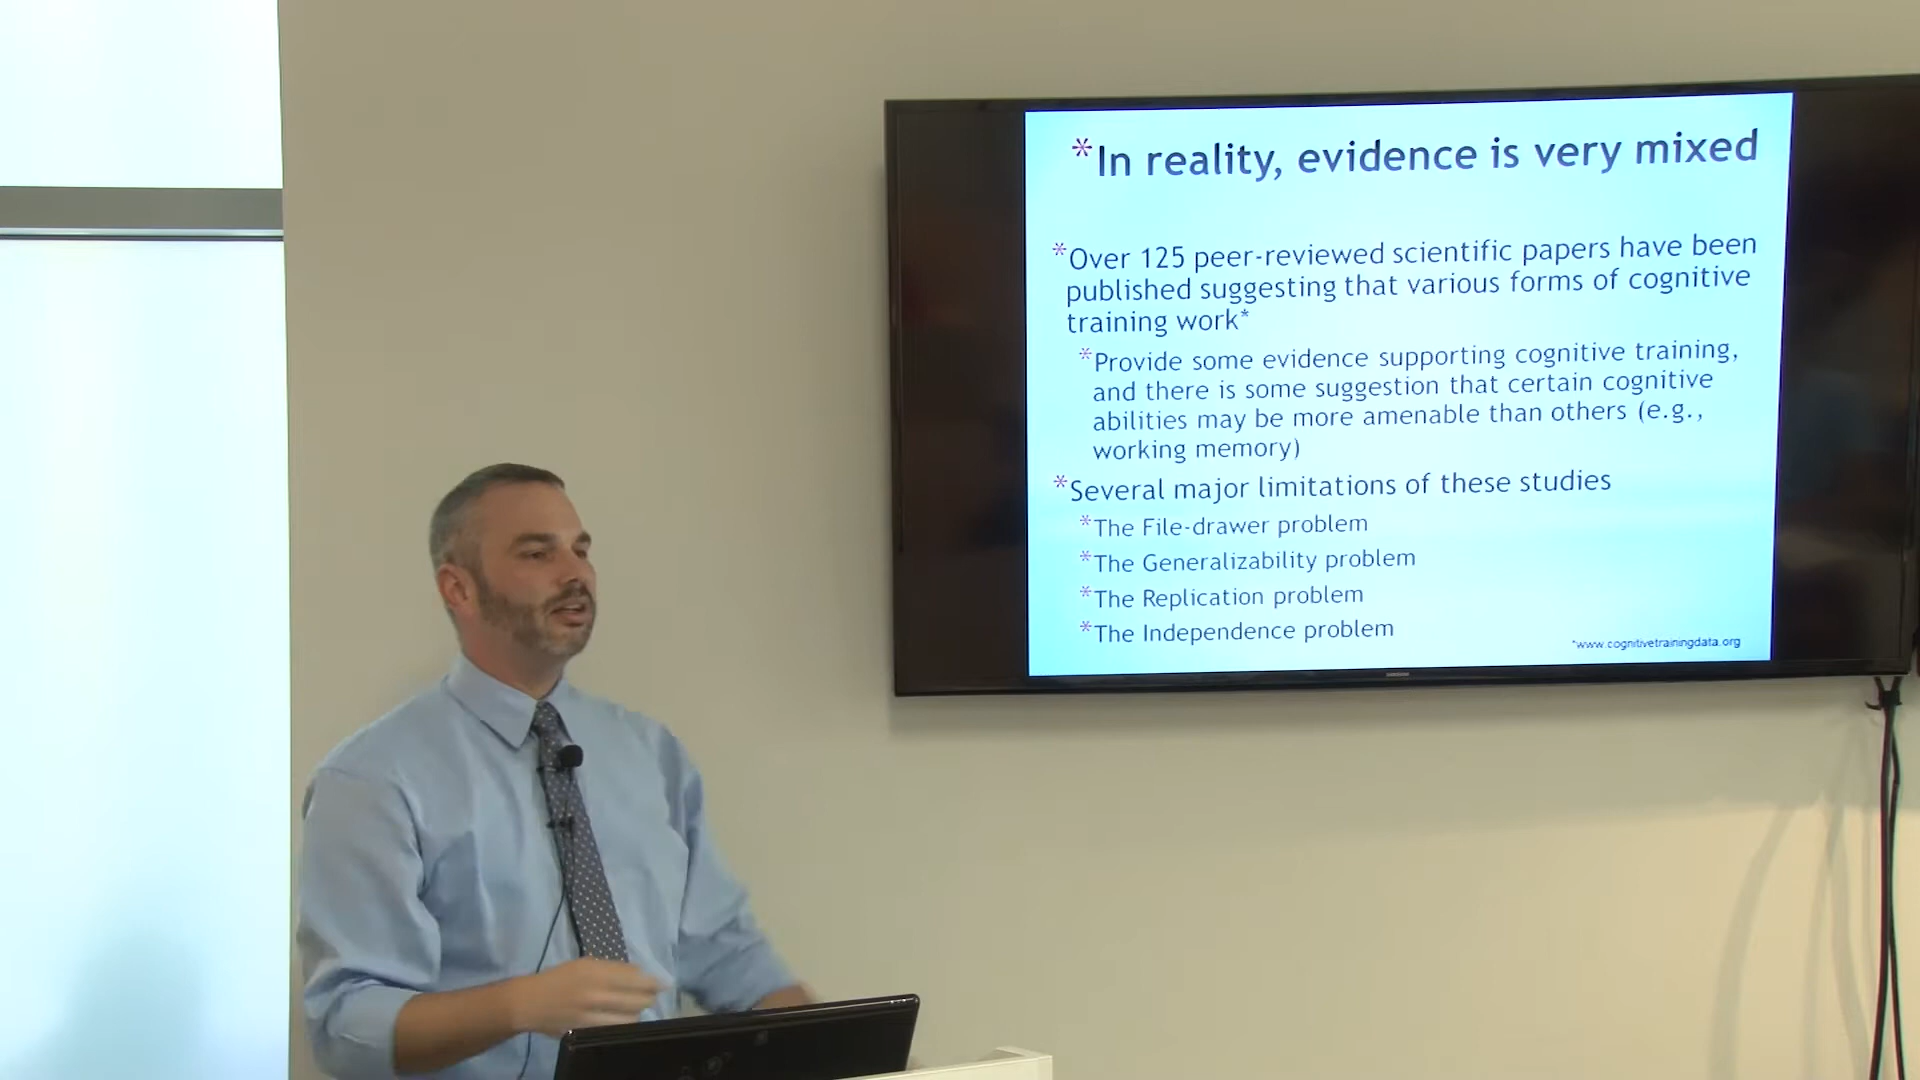 *In reality, evidence is very mixed
*Over 125 peer-reviewed scientific papers have been
published suggesting that various forms of cognitive
training work*
*Provide some evidence supporting cognitive training,
and there is some suggestion that certain cognitive
abilities may be more amenable than others (e.g.,
working memory)
*Several major limitations of these studies
*The File-drawer problem
*The Generalizability problem
*The Replication problem
*The Independence problem
*www.cognitivetrainingdata.org